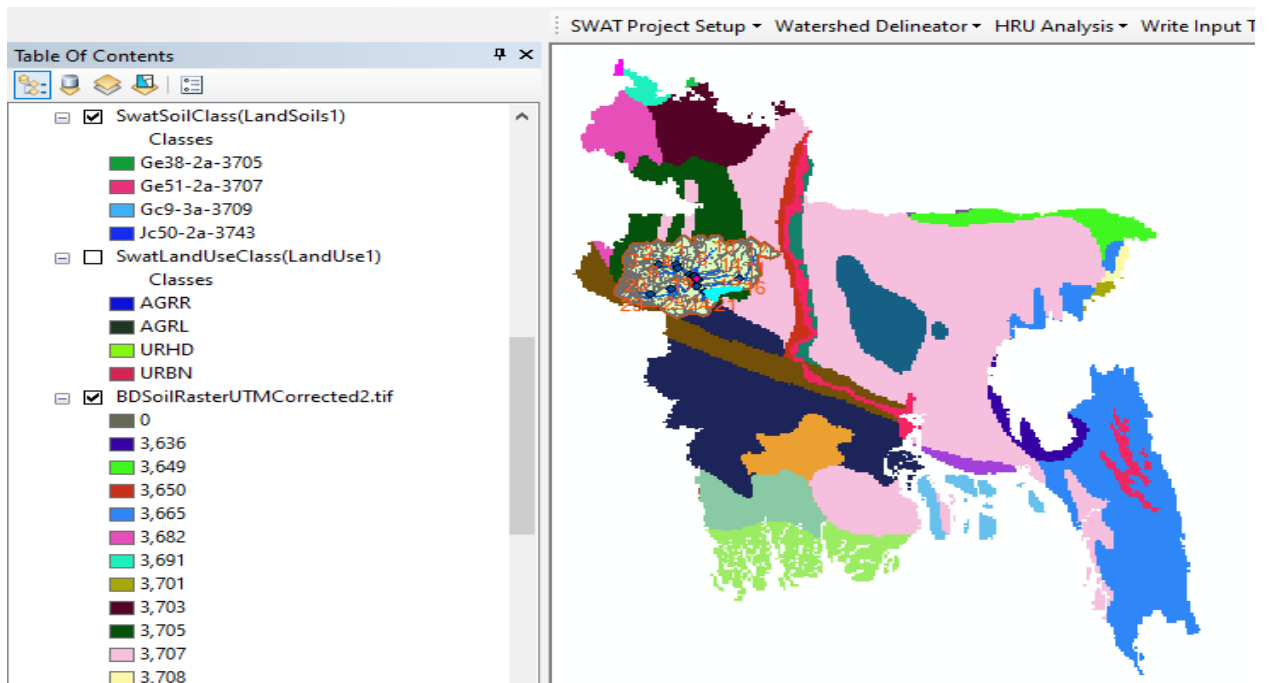 SWAT Project Setup Watershed Delineator HRU Analysis Write Input T
Table Of Contents
SwatSoilClass(LandSoils1)
Classes
Ge38-2a-3705
Ge51-2a-3707
Gc9-3a-3709
Jc50-2a-3743
SwatLandUseClass(LandUse1)
Classes
AGRR
AGRL
URHD
URBN
BDSoilRasterUTMCorrected2.tif
0
3,636
3,649
3,650
3,665
3,682
3,691
3,701
3,703
3,705
3,707
3,708